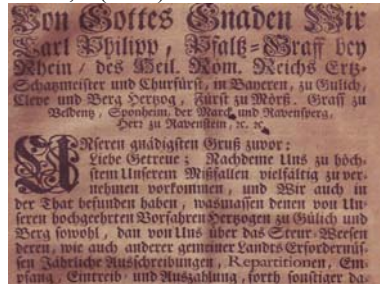 Von Gottes Gnaden Wir
Carl Philipp, Pfaltz-Graff bey
Rhein / des Heil. Röm. Reichs Ertz-
Schatzmeister und Churfürst, in Bayeren, zu Gülich,
Cleve und Berg Hertzog, Fürst zu Mörß. Graff zu
Veldentz, Sponheim, der Marck und Ravensperg,
Herr zu Ravenstein, ꝛc. ꝛc.
UNseren gnädigsten Gruß zuvor:
Liebe Getreue; Nachdeme Uns zu höch-
stem Unserem Mißfallen vielfältig zu ver-
nehmen vorkommen, und Wir auch in
der That befunden haben, wasmassen denen von Un-
seren hochgeehrten Vorfahren Hertzogen zu Gülich und
Berg sowohl, dan von Uns über das Steur-Weesen
deren, wie auch anderer gemeiner Landts Erfordernüs-
sen Jährliche Ausschreibungen, Repartitionen, Em-
pfang, Eintreib- und Auszahlung, forth sonstiger da-